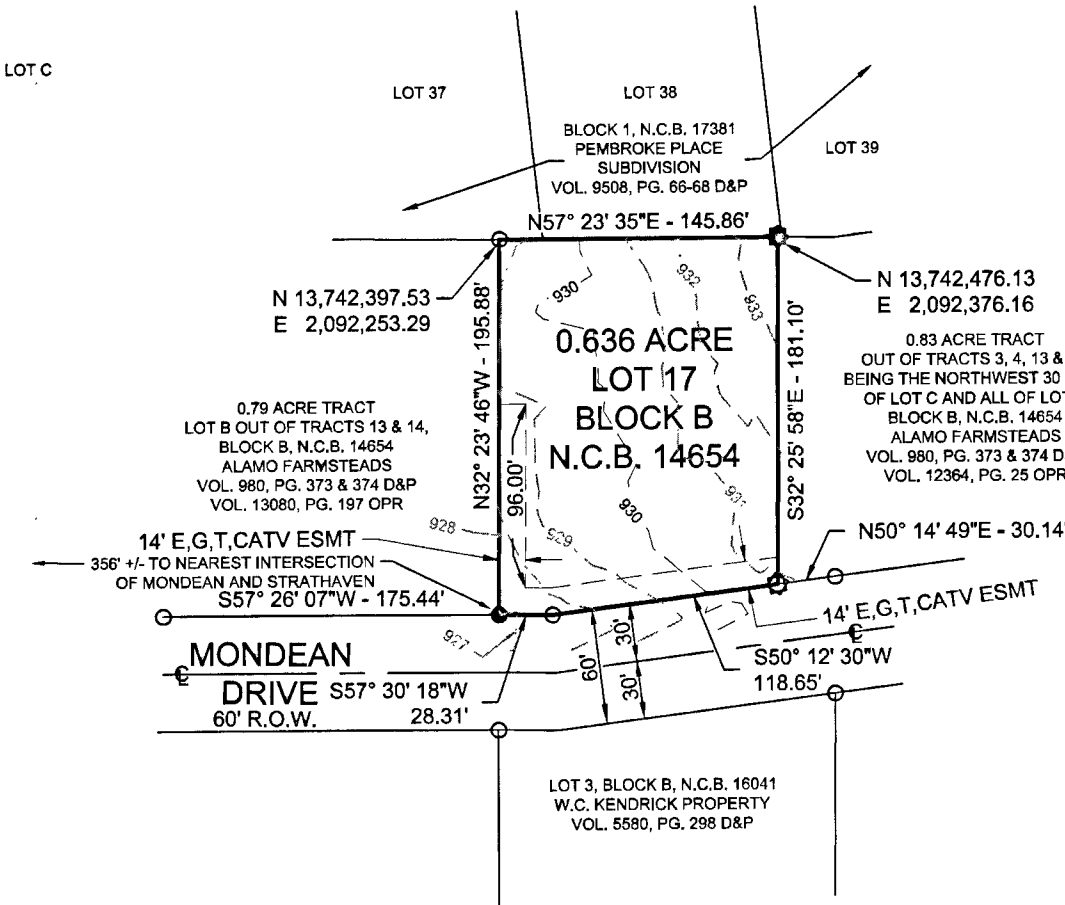 LOT C
LOT 37
LOT 38
LOT 39
BLOCK 1, N.C.B. 17381
PEMBROKE PLACE
SUBDIVISION
VOL. 9508, PG. 66-68 D&P
N57° 23' 35"E - 145.86'
N 13,742,397.53
E 2,092,253.29
N 13,742,476.13
E 2,092,376.16
930
932
933
0.636 ACRE
LOT 17
BLOCK B
N.C.B. 14654
N32° 23' 46"W - 195.88'
S32° 25' 58"E - 181.10'
96.00'
0.79 ACRE TRACT
LOT B OUT OF TRACTS 13 & 14,
BLOCK B, N.C.B. 14654
ALAMO FARMSTEADS
VOL. 980, PG. 373 & 374 D&P
VOL. 13080, PG. 197 OPR
0.83 ACRE TRACT
OUT OF TRACTS 3, 4, 13 &
BEING THE NORTHWEST 30
OF LOT C AND ALL OF LOT
BLOCK B, N.C.B. 14654
ALAMO FARMSTEADS
VOL. 980, PG. 373 & 374 D
VOL. 12364, PG. 25 OPR
928
929
930
927
14' E,G,T,CATV ESMT
356' +/- TO NEAREST INTERSECTION
OF MONDEAN AND STRATHAVEN
S57° 26' 07"W - 175.44'
N50° 14' 49"E - 30.14'
14' E,G,T,CATV ESMT
MONDEAN
DRIVE
60' R.O.W.
S57° 30' 18"W
28.31'
60'
30'
30'
S50° 12' 30"W
118.65'
LOT 3, BLOCK B, N.C.B. 16041
W.C. KENDRICK PROPERTY
VOL. 5580, PG. 298 D&P